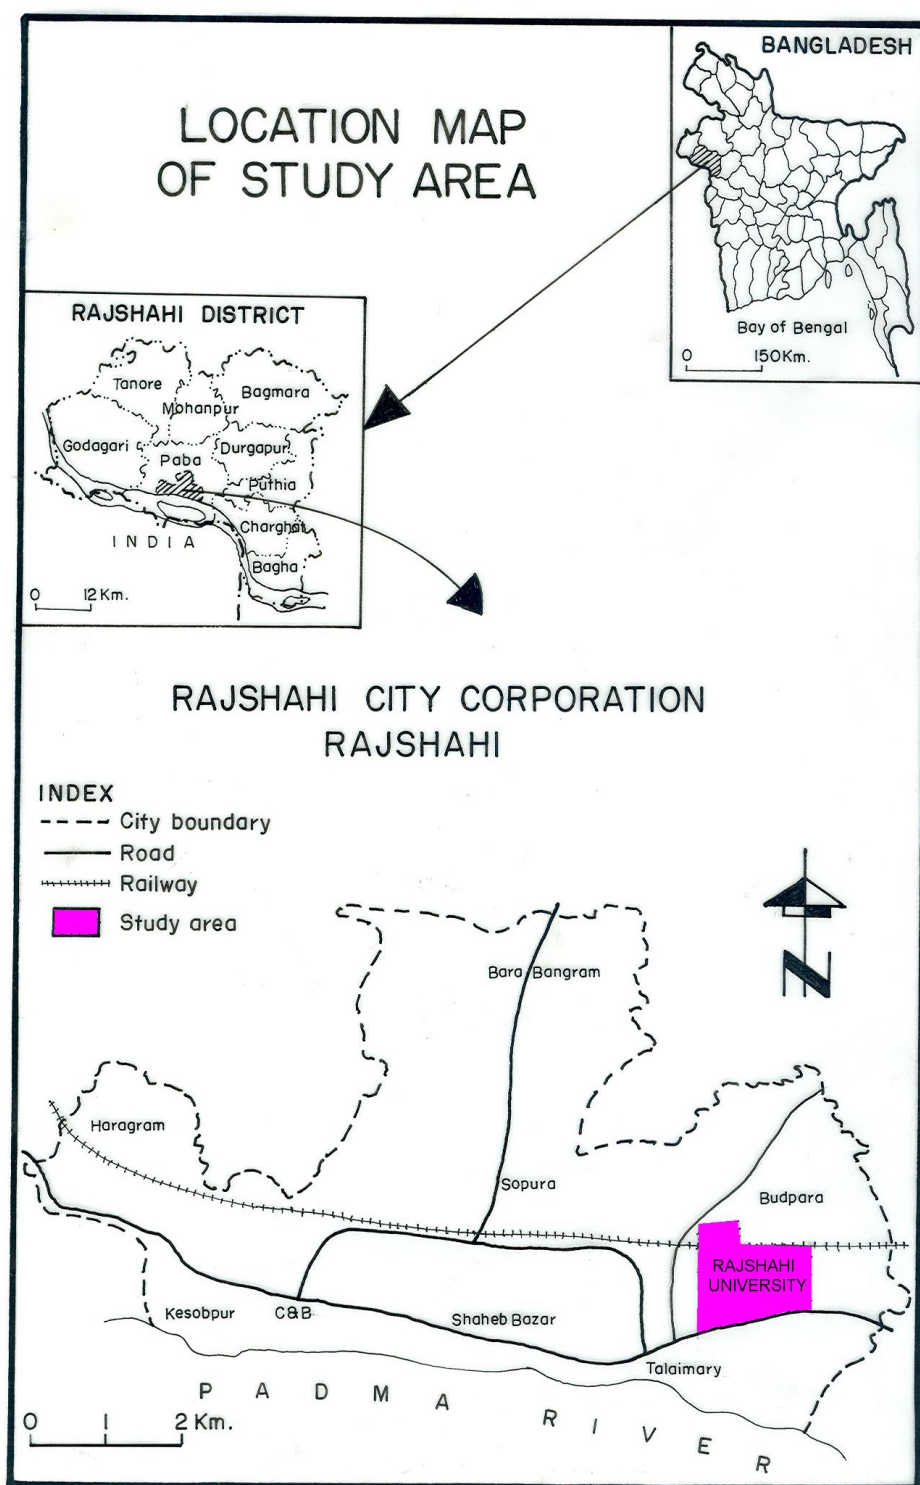 BANGLADESH
LOCATION MAP
OF STUDY AREA
Bay of Bengal
0 150Km.
RAJSHAHI DISTRICT
Tanore
Bagmara
Mohanpur
Godagari
Durgapur
Paba
Puthia
Charghat
INDIA
Bagha
0 12 Km.
RAJSHAHI CITY CORPORATION
RAJSHAHI
INDEX
City boundary
Road
Railway
Study area
N
Bara Bangram
Haragram
Sopura
Budpara
RAJSHAHI
UNIVERSITY
Kesobpur
C&B
Shaheb Bazar
Talaimary
PADMA RIVER
0 1 2 Km.